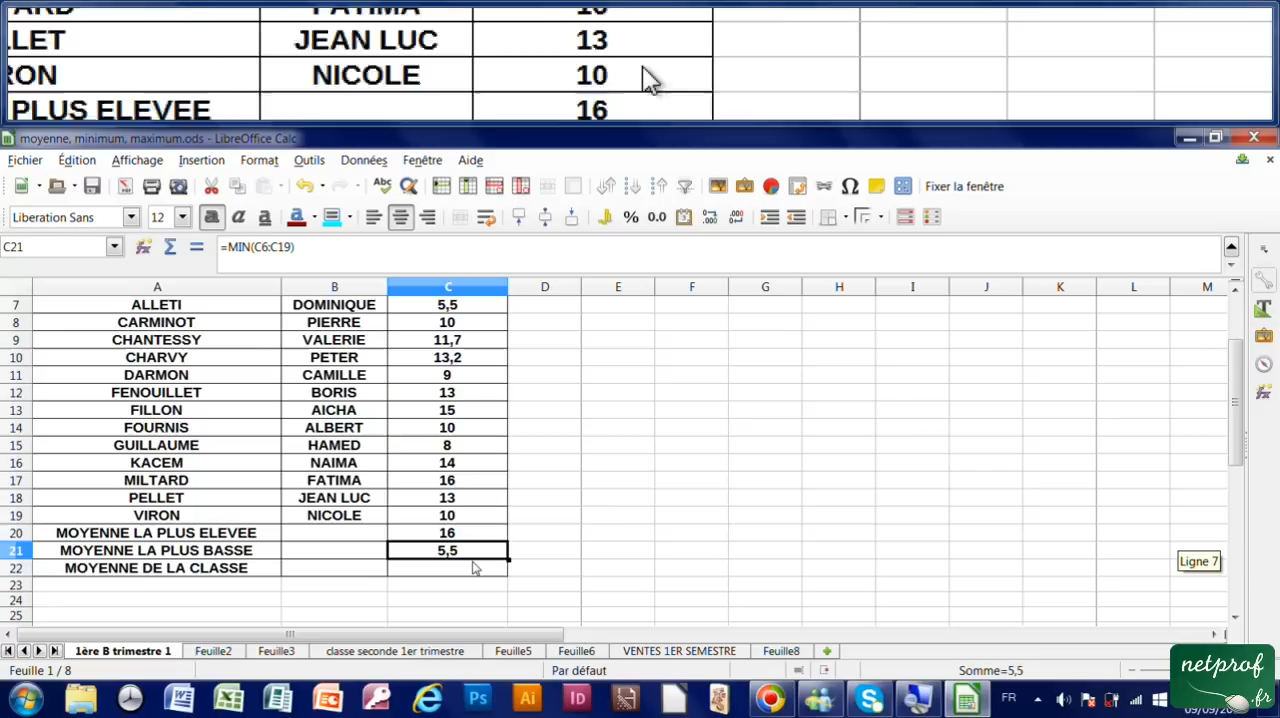 FATIMA
LLET JEAN LUC 13
RON NICOLE 10
PLUS ELEVEE 16
moyenne, minimum, maximum.ods - LibreOffice Calc
Fichier Édition Affichage Insertion Format Outils Données Fenêtre Aide
Fixer la fenêtre
Liberation Sans 12
C21 =MIN(C6:C19)
A B C D E F G H I J K L M
7 ALLETI DOMINIQUE 5,5
8 CARMINOT PIERRE 10
9 CHANTESSY VALERIE 11,7
10 CHARVY PETER 13,2
11 DARMON CAMILLE 9
12 FENOUILLET BORIS 13
13 FILLON AICHA 15
14 FOURNIS ALBERT 10
15 GUILLAUME HAMED 8
16 KACEM NAIMA 14
17 MILTARD FATIMA 16
18 PELLET JEAN LUC 13
19 VIRON NICOLE 10
20 MOYENNE LA PLUS ELEVEE 16
21 MOYENNE LA PLUS BASSE 5,5
22 MOYENNE DE LA CLASSE
23
24
25
Ligne 7
1ère B trimestre 1 Feuille2 Feuille3 classe seconde 1er trimestre Feuille5 Feuille6 VENTES 1ER SEMESTRE Feuille8
Feuille 1 / 8 Par défaut Somme=5,5
netprof
.fr
Ps Ai Id FR